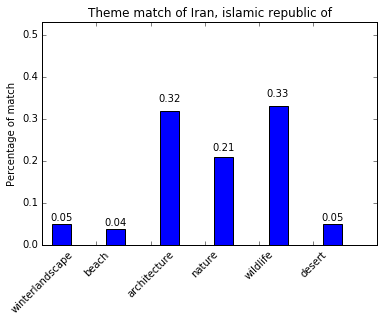 Theme match of Iran, islamic republic of
Percentage of match
0.5
0.4
0.3
0.2
0.1
0.0
0.05
0.04
0.32
0.21
0.33
0.05
winterlandscape
beach
architecture
nature
wildlife
desert